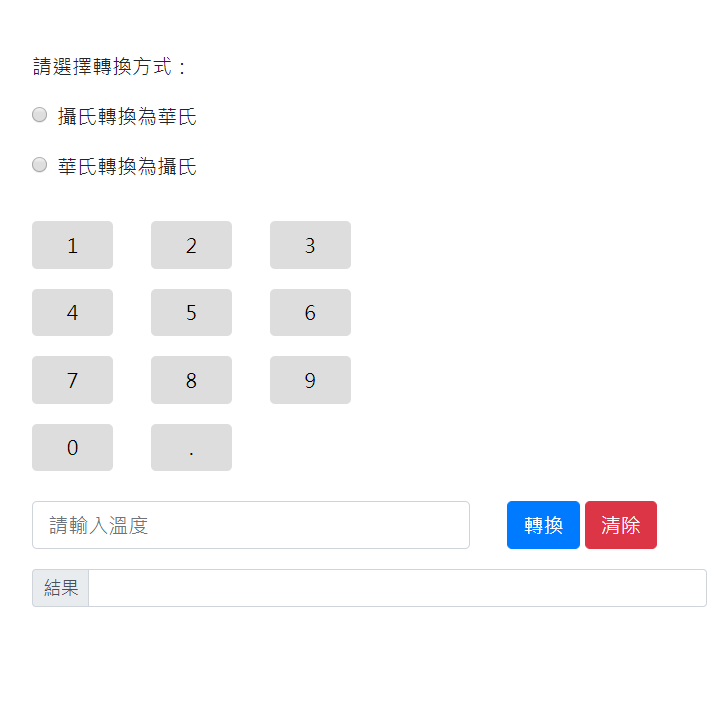 請選擇轉換方式：
攝氏轉換為華氏
華氏轉換為攝氏
1 2 3
4 5 6
7 8 9
0 .
請輸入溫度 轉換 清除
結果